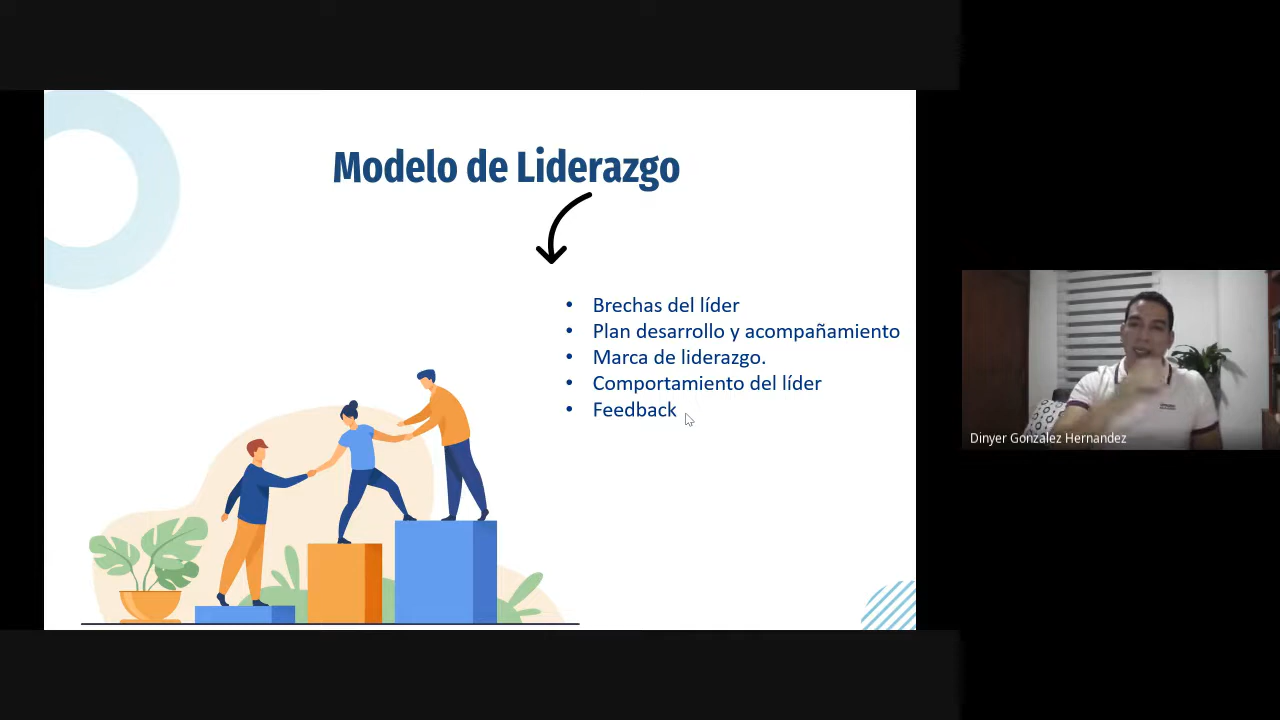 Modelo de Liderazgo
• Brechas del líder
• Plan desarrollo y acompañamiento
• Marca de liderazgo.
• Comportamiento del líder
• Feedback
Dinyer Gonzalez Hernandez